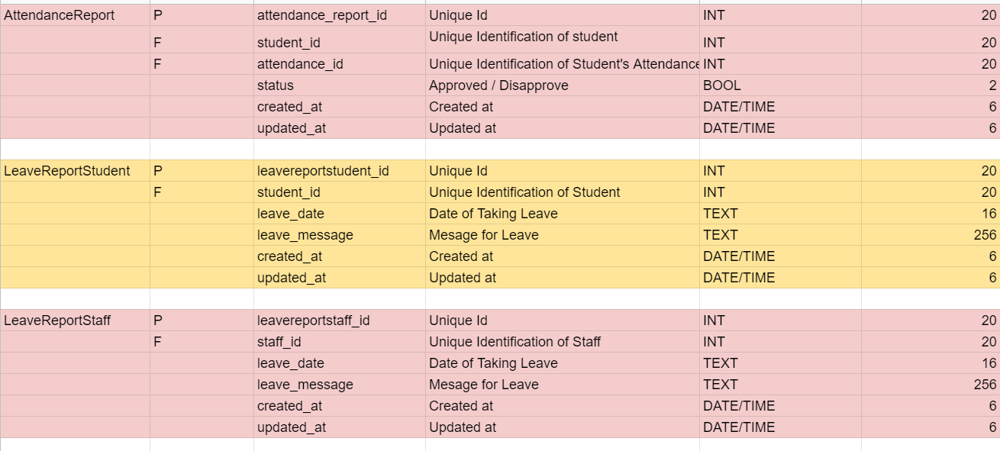 AttendanceReport P attendance_report_id Unique Id INT 20
F student_id Unique Identification of student INT 20
F attendance_id Unique Identification of Student's Attendance INT 20
status Approved / Disapprove BOOL 2
created_at Created at DATE/TIME 6
updated_at Updated at DATE/TIME 6
LeaveReportStudent P leavereportstudent_id Unique Id INT 20
F student_id Unique Identification of Student INT 20
leave_date Date of Taking Leave TEXT 16
leave_message Mesage for Leave TEXT 256
created_at Created at DATE/TIME 6
updated_at Updated at DATE/TIME 6
LeaveReportStaff P leavereportstaff_id Unique Id INT 20
F staff_id Unique Identification of Staff INT 20
leave_date Date of Taking Leave TEXT 16
leave_message Mesage for Leave TEXT 256
created_at Created at DATE/TIME 6
updated_at Updated at DATE/TIME 6